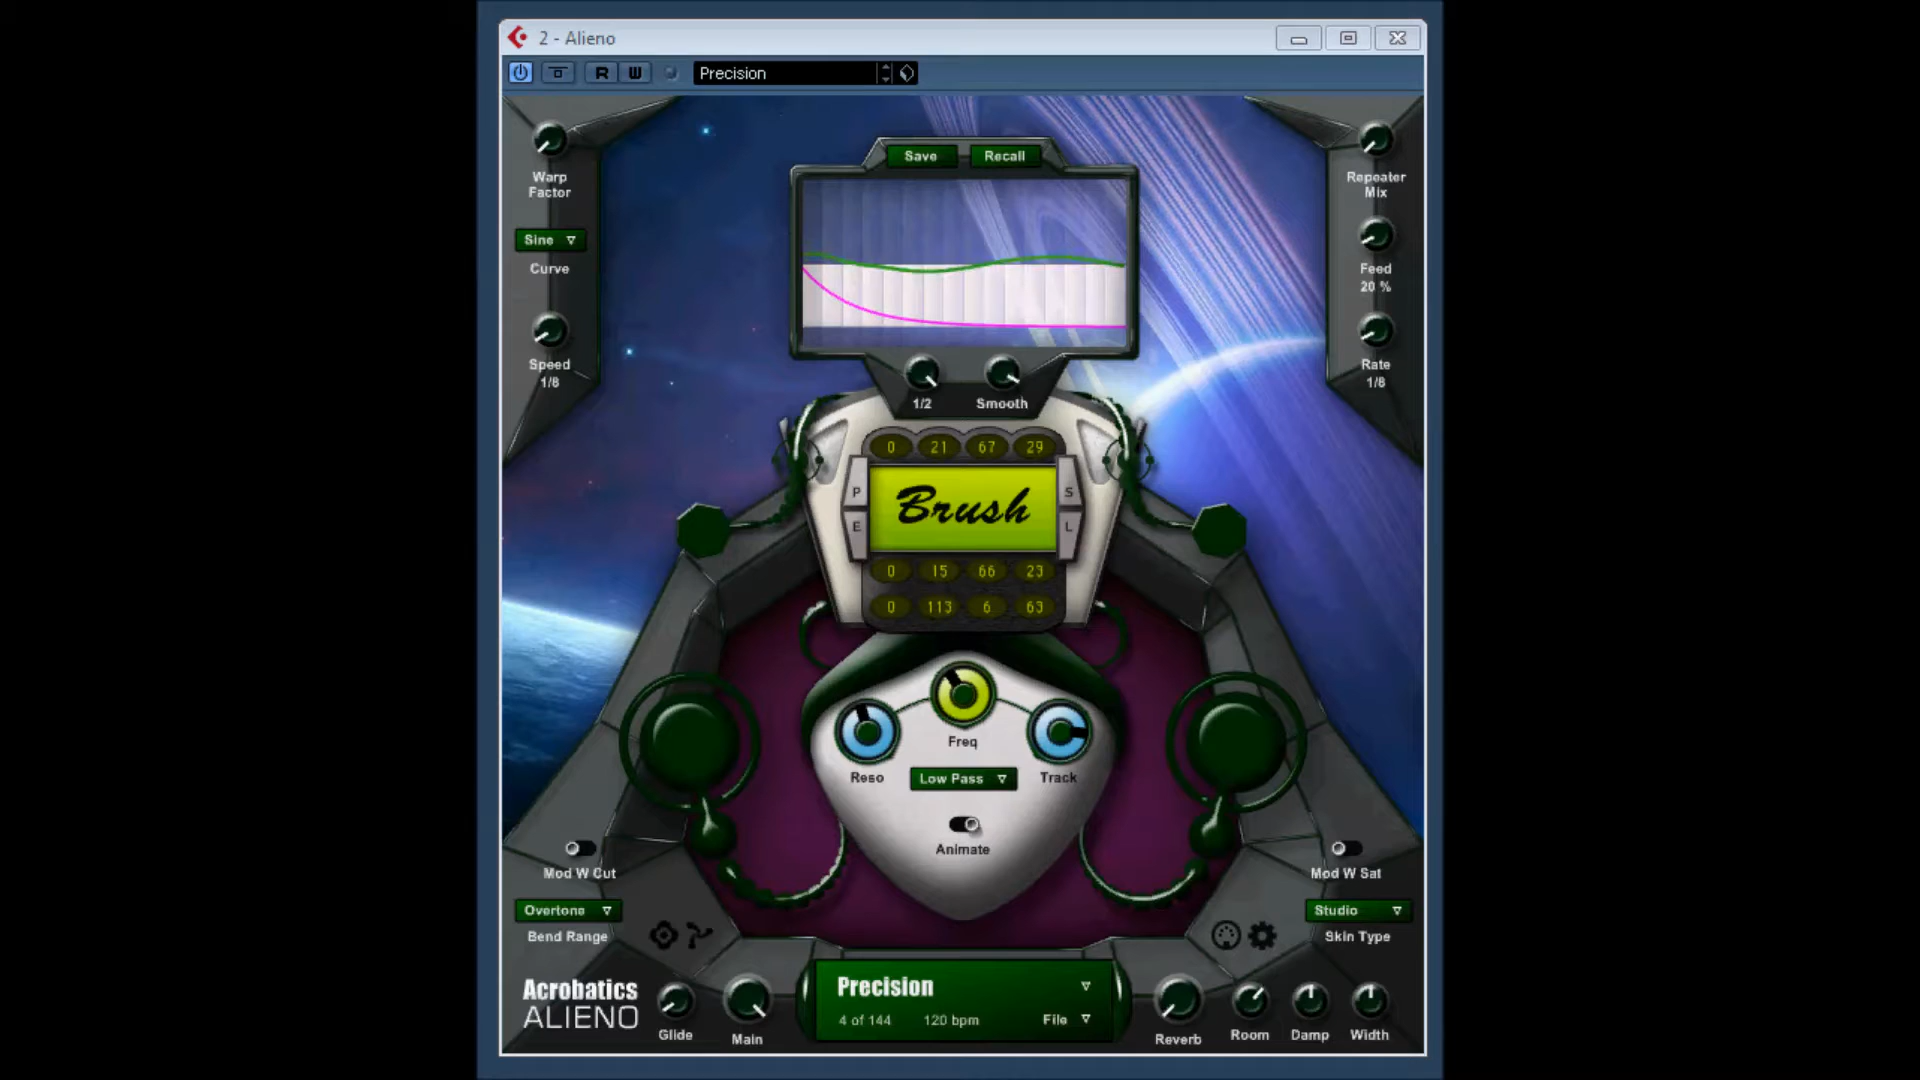 2 - Alieno
R W Precision
Save Recall
Warp
Factor
Sine
Curve
Speed
1/8
Repeater
Mix
Feed
20 %
Rate
1/8
1/2 Smooth
0 21 67 29
P S
Brush
E L
0 15 66 23
0 113 6 63
Freq
Reso Low Pass Track
Animate
Mod W Cut
Overtone
Bend Range
Mod W Sat
Studio
Skin Type
Acrobatics
ALIENO
Glide
Main
Precision
4 of 144 120 bpm File
Reverb
Room
Damp
Width